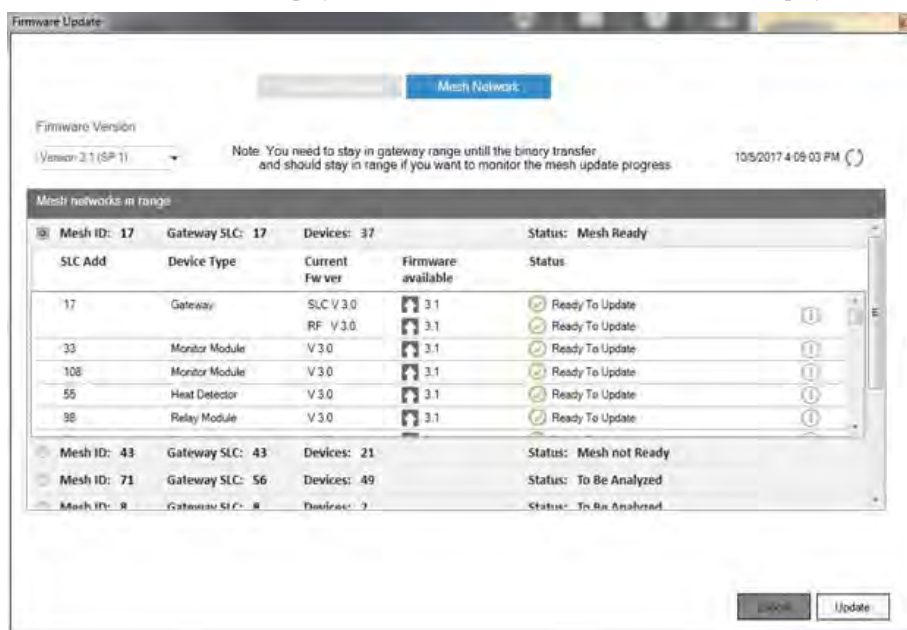 Firmware Update
Mesh Network
Firmware Version
Version 3.1 (SP 1)
Note: You need to stay in gateway range untill the binary transfer
and should stay in range if you want to monitor the mesh update progress
10/5/2017 4:09:03 PM
Mesh networks in range
Mesh ID: 17 Gateway SLC: 17 Devices: 37 Status: Mesh Ready
SLC Add Device Type Current Fw ver Firmware available Status
17 Gateway SLC V 3.0 3.1 Ready To Update
RF V 3.0 3.1 Ready To Update
33 Monitor Module V 3.0 3.1 Ready To Update
108 Monitor Module V 3.0 3.1 Ready To Update
55 Heat Detector V 3.0 3.1 Ready To Update
98 Relay Module V 3.0 3.1 Ready To Update
Mesh ID: 43 Gateway SLC: 43 Devices: 21 Status: Mesh not Ready
Mesh ID: 71 Gateway SLC: 56 Devices: 49 Status: To Be Analyzed
Mesh ID: 8 Gateway SLC: 8 Devices: 2 Status: To Be Analyzed
Update